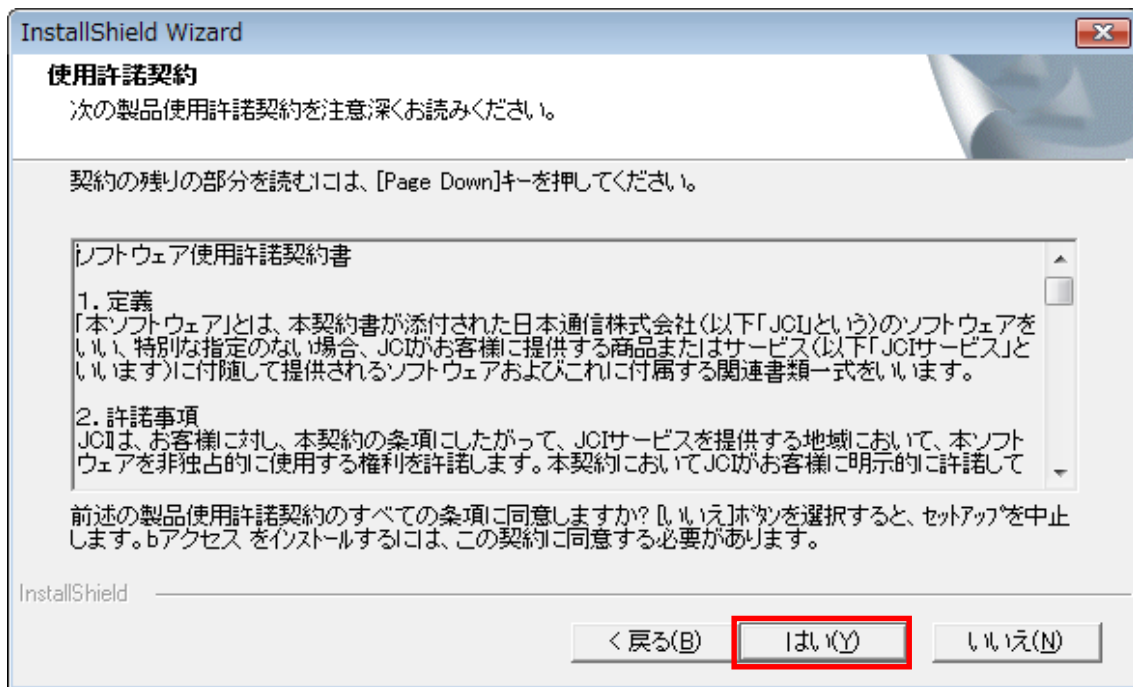 InstallShield Wizard
使用許諾契約
次の製品使用許諾契約を注意深くお読みください。
契約の残りの部分を読むには、[Page Down]キーを押してください。
ソフトウェア使用許諾契約書
1. 定義
「本ソフトウェア」とは、本契約書が添付された日本通信株式会社(以下「JCI」という)のソフトウェアを
いい、特別な指定のない場合、JCIがお客様に提供する商品またはサービス(以下「JCIサービス」と
いいます)に付随して提供されるソフトウェアおよびこれに付属する関連書類一式をいいます。
2. 許諾事項
JCIは、お客様に対し、本契約の条項にしたがって、JCIサービスを提供する地域において、本ソフト
ウェアを非独占的に使用する権利を許諾します。本契約においてJCIがお客様に明示的に許諾して
前述の製品使用許諾契約のすべての条項に同意しますか? [いいえ]ボタンを選択すると、セットアップを中止
します。bアクセス をインストールするには、この契約に同意する必要があります。
InstallShield
< 戻る(B)
はい(Y)
いいえ(N)